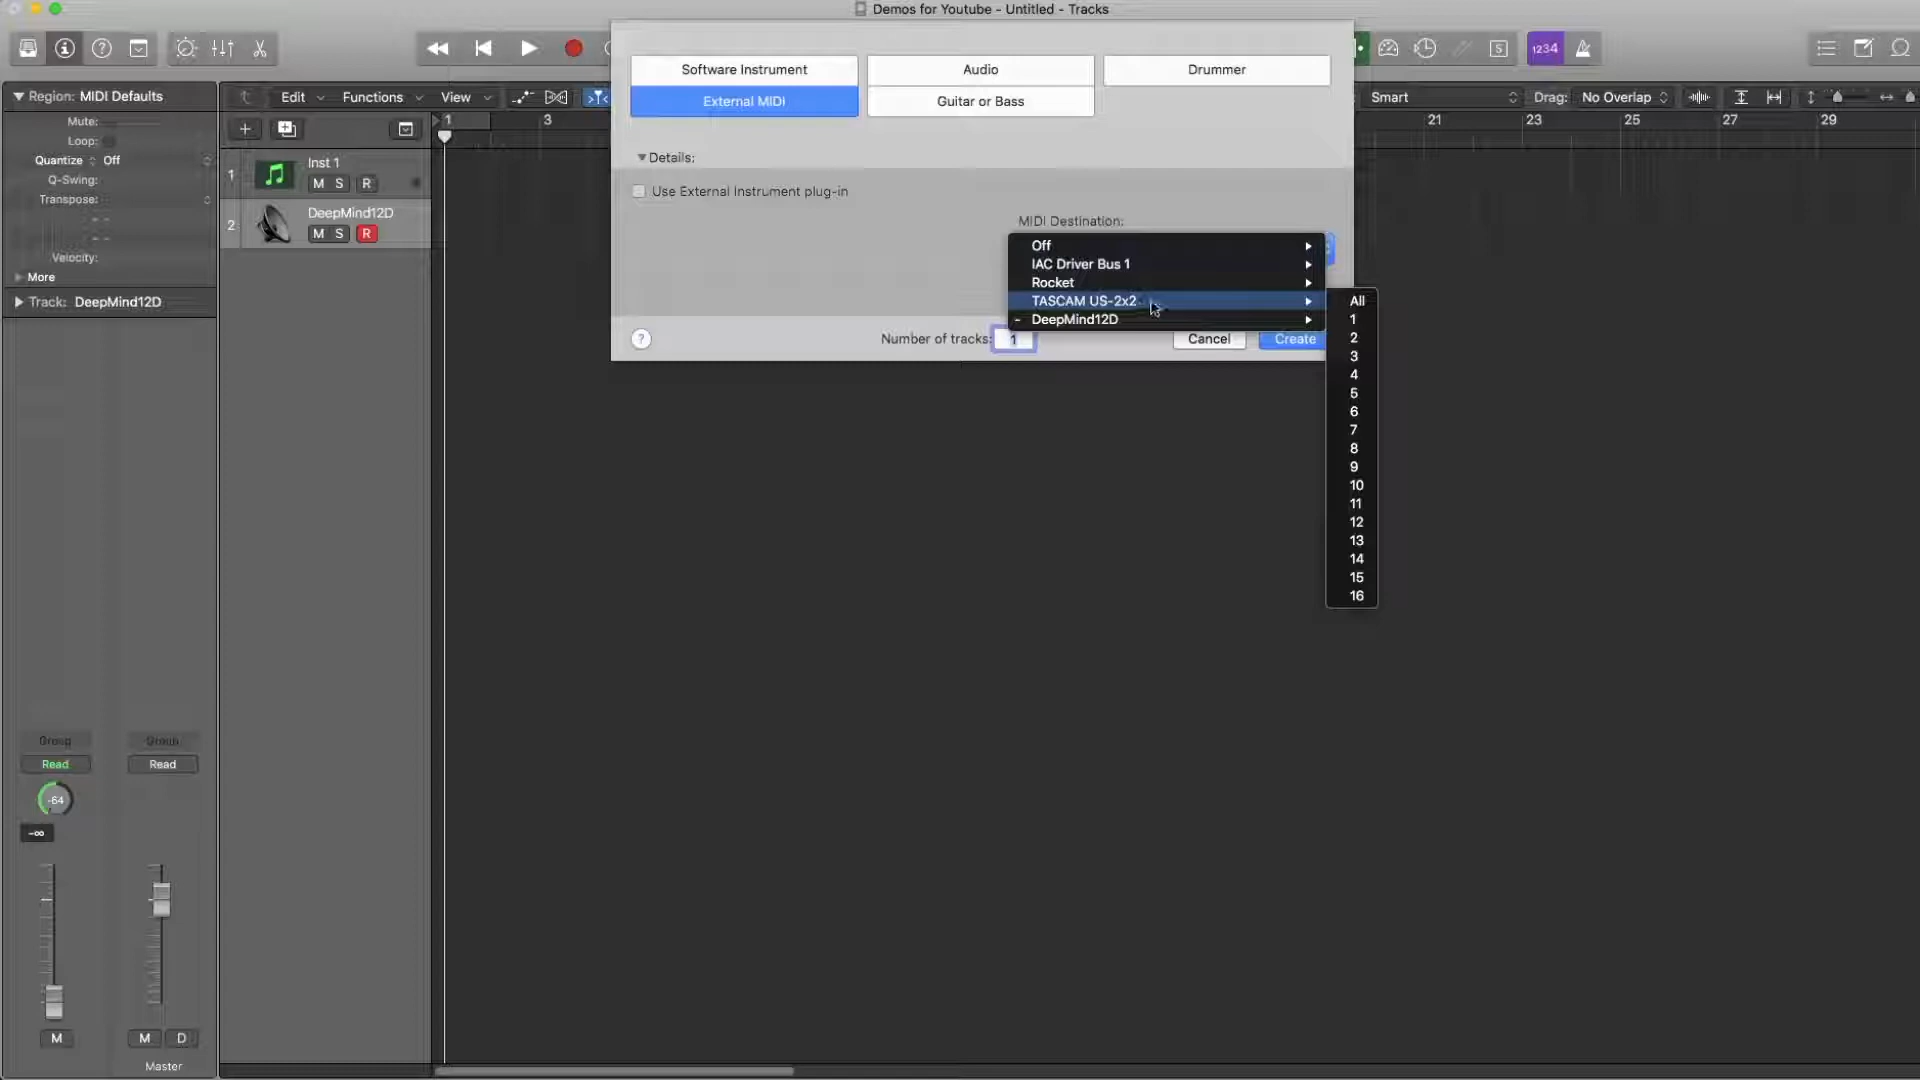 Demos for Youtube - Untitled - Tracks
1234
S
Region: MIDI Defaults
Mute:
Loop:
Quantize Off
Q-Swing:
Transpose:
Velocity:
More
Track: DeepMind12D
Edit Functions View
Smart
Drag: No Overlap
1 3 21 23 25 27 29
1 Inst 1
M S R
2 DeepMind12D
M S R
Software Instrument
Audio
Drummer
External MIDI
Guitar or Bass
Details:
Use External Instrument plug-in
MIDI Destination:
Off
IAC Driver Bus 1
Rocket
TASCAM US-2x2
- DeepMind12D
All
1
2
3
4
5
6
7
8
9
10
11
12
13
14
15
16
?
Number of tracks: 1
Cancel
Create
Group Group
Read Read
-64
-∞
M M D
Master